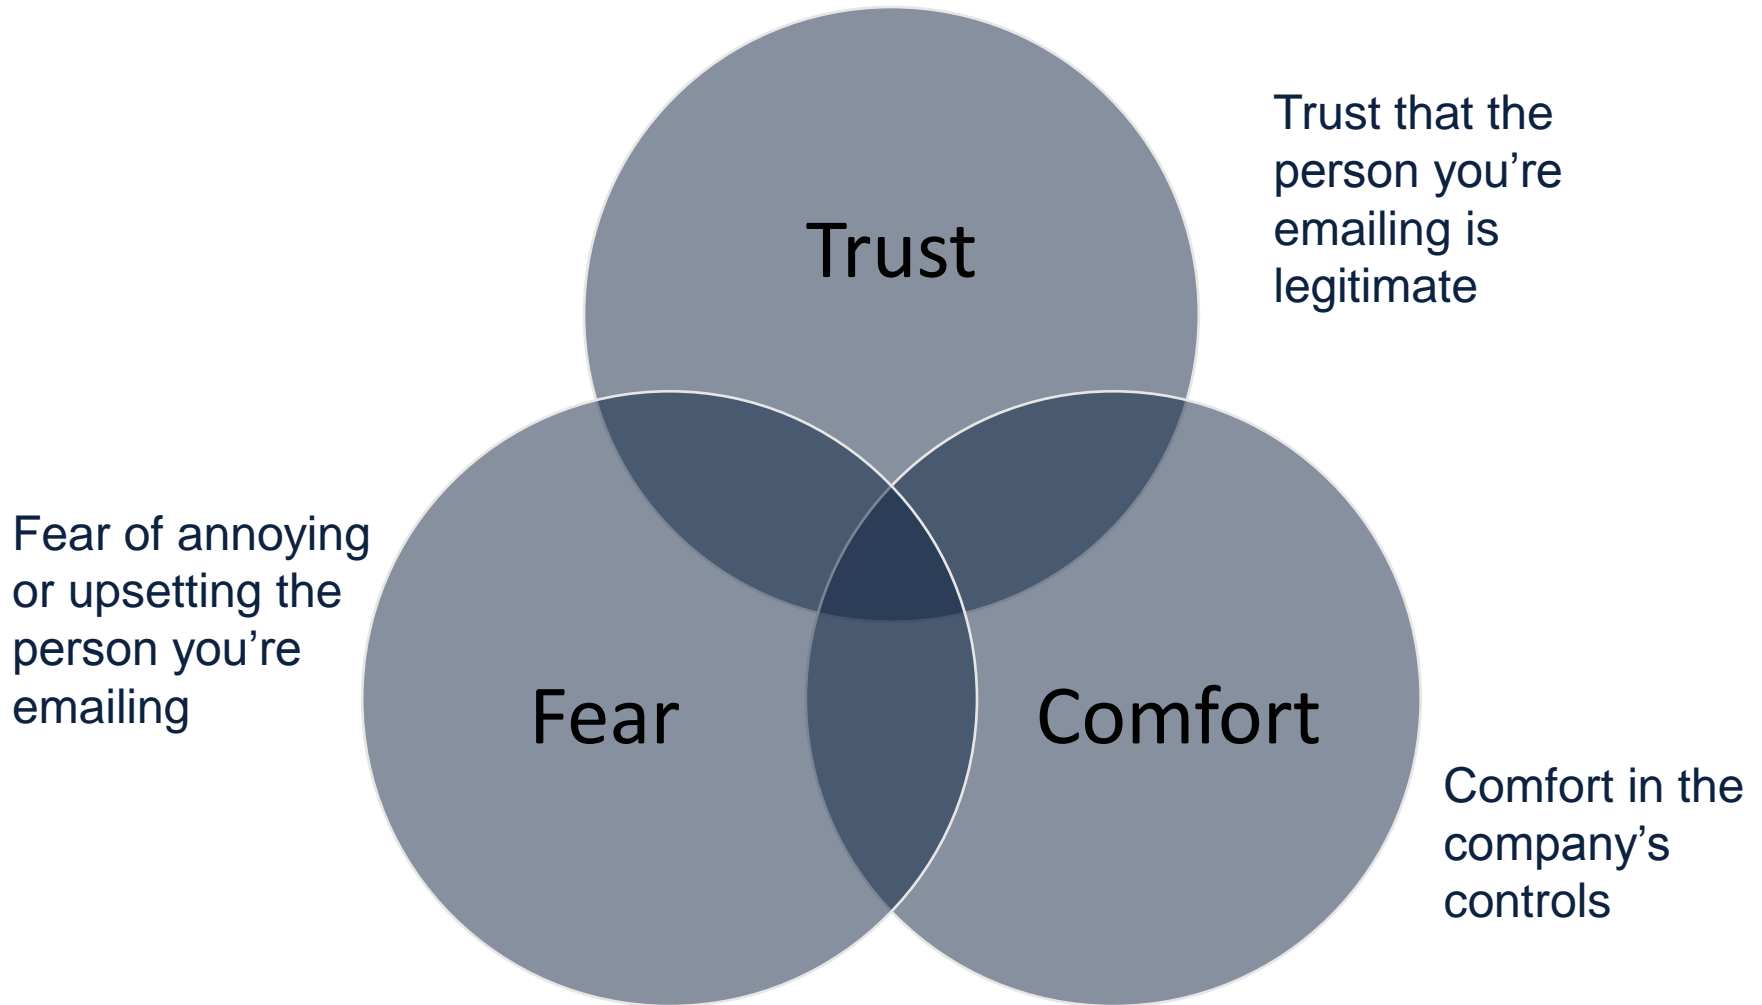 Trust
Trust that the
person you’re
emailing is
legitimate
Fear of annoying
or upsetting the
person you’re
emailing
Fear
Comfort
Comfort in the
company’s
controls